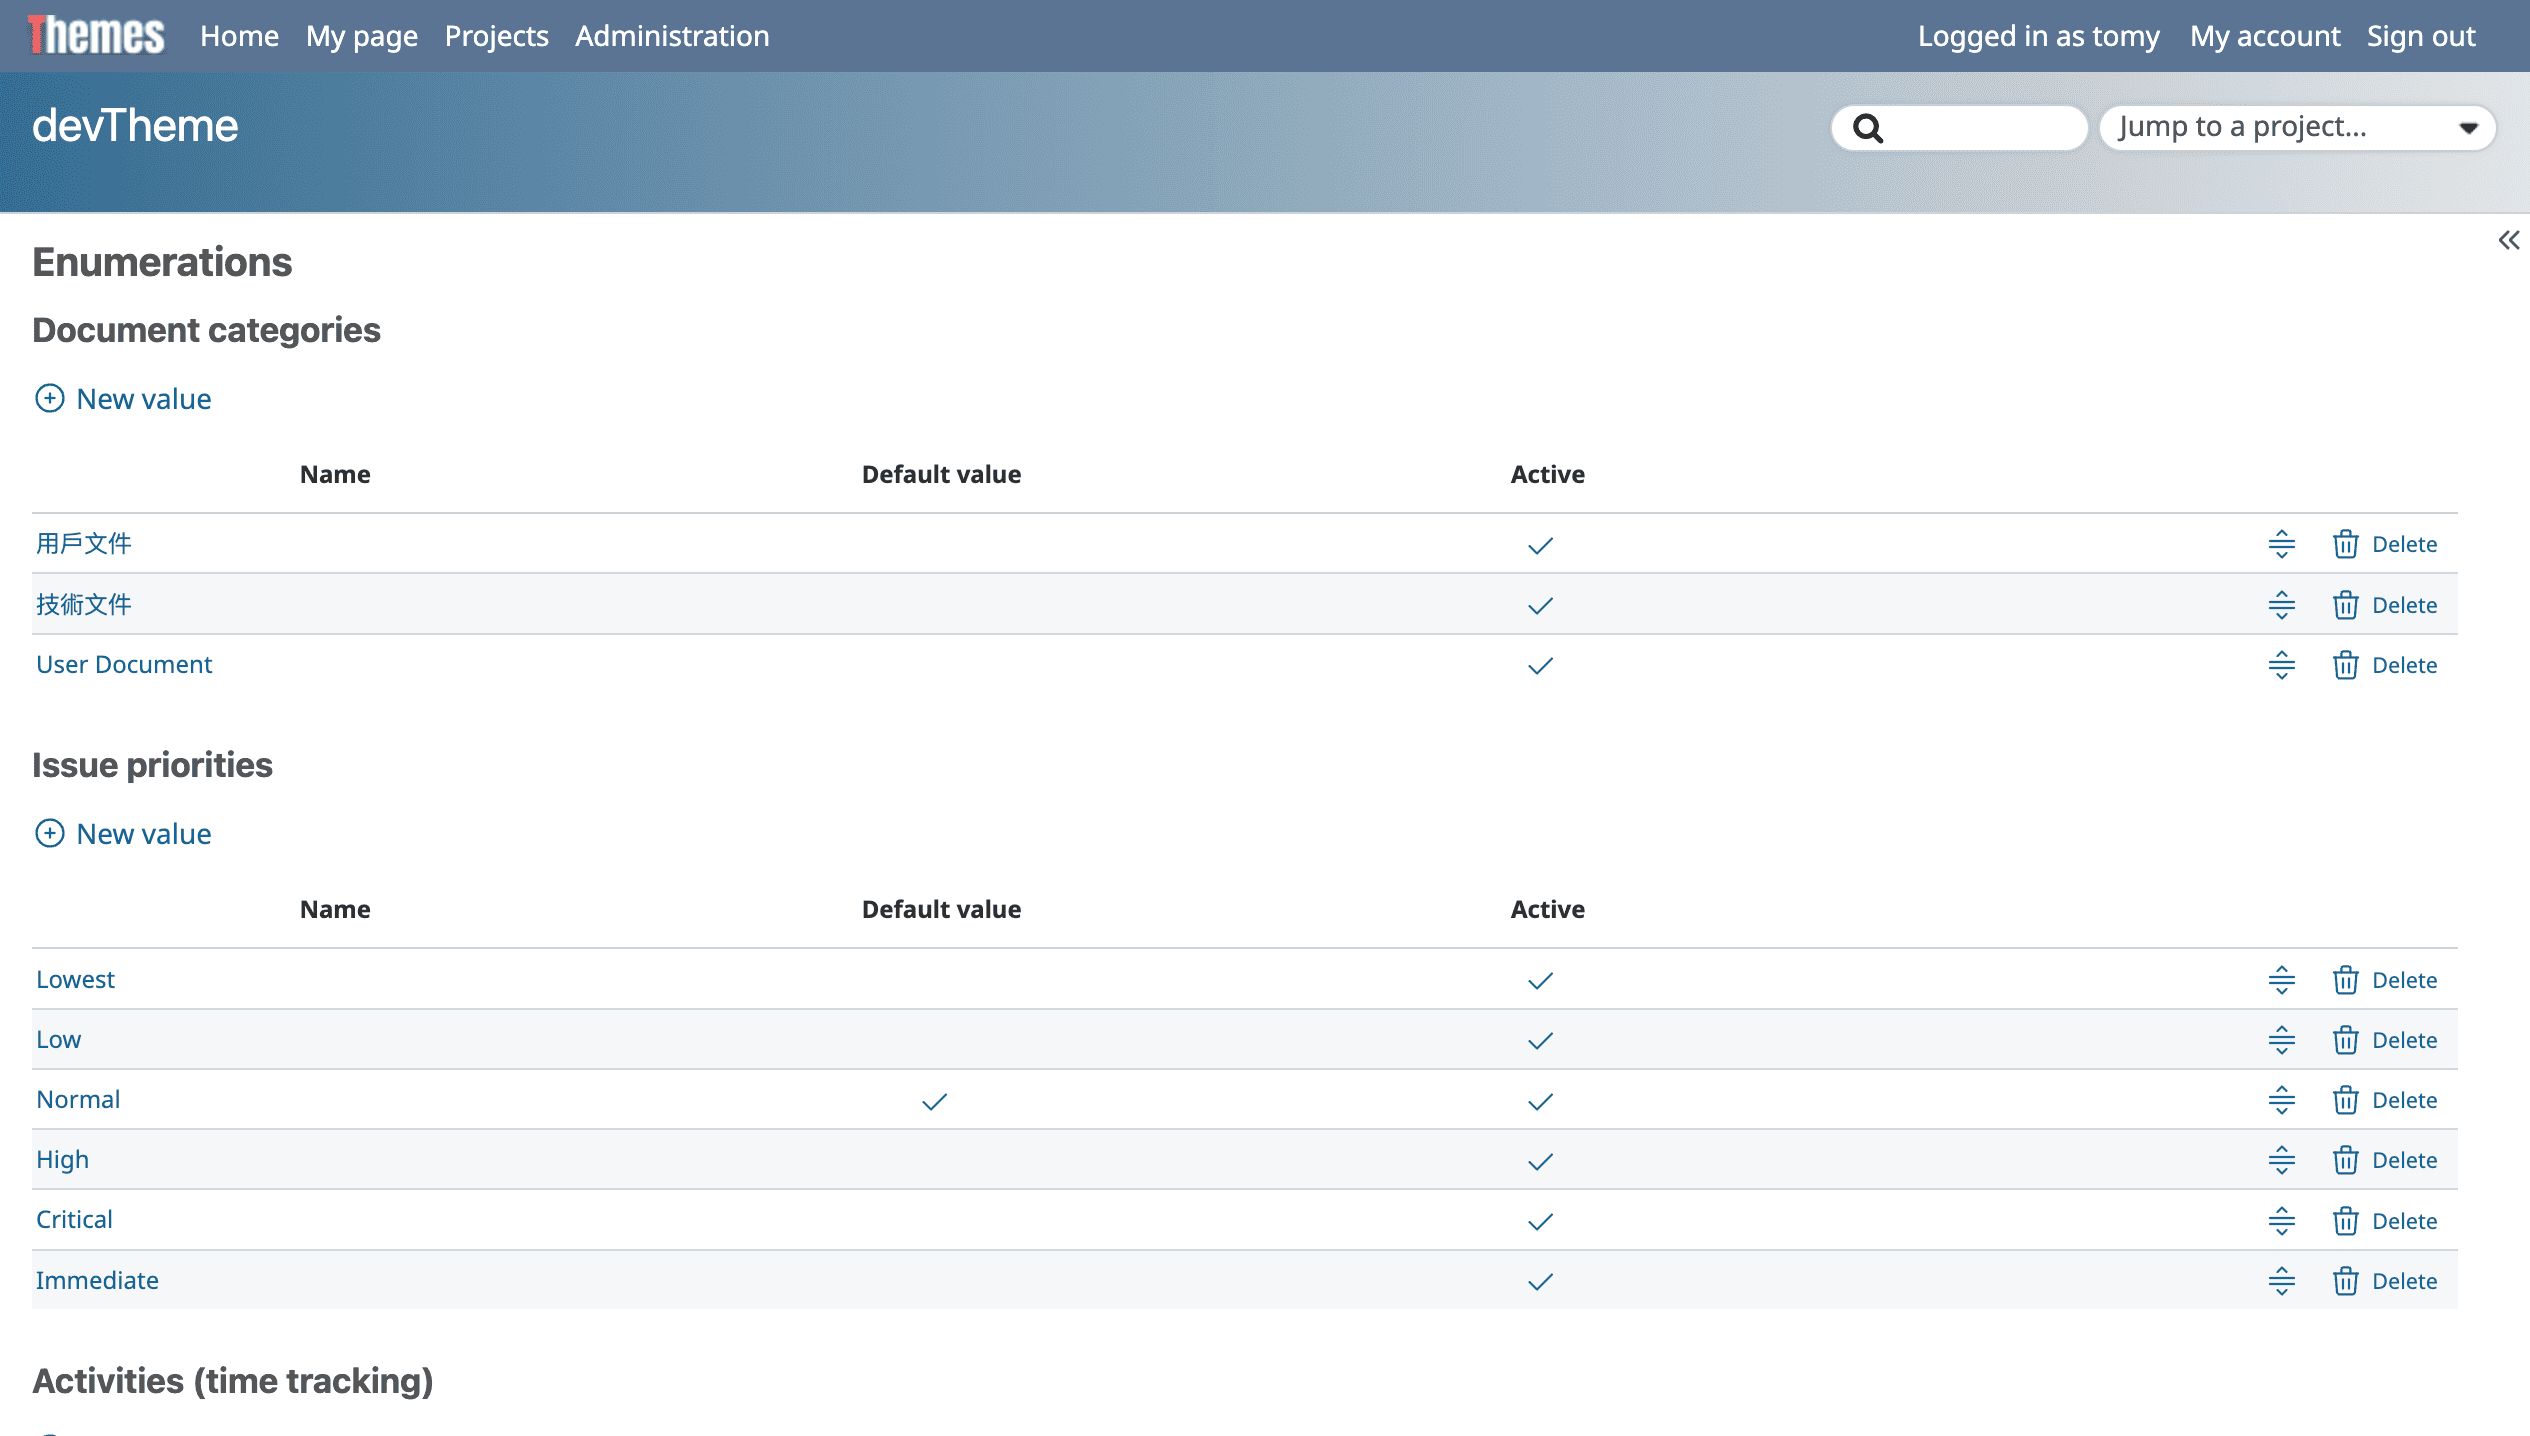 Themes Home My page Projects Administration Logged in as tomy My account Sign out
devTheme Jump to a project...
Enumerations
Document categories
New value
Name Default value Active
用戶文件 Delete
技術文件 Delete
User Document Delete
Issue priorities
New value
Name Default value Active
Lowest Delete
Low Delete
Normal Delete
High Delete
Critical Delete
Immediate Delete
Activities (time tracking)